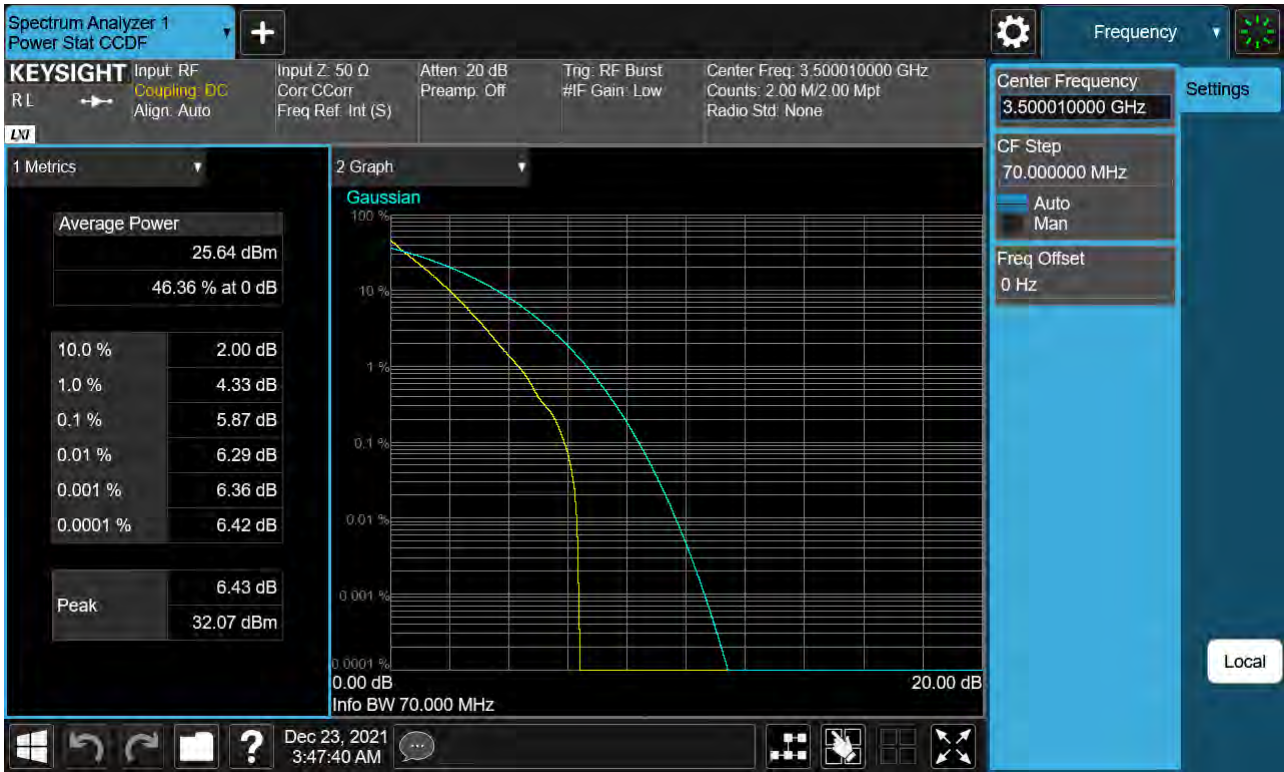 Spectrum Analyzer 1
Power Stat CCDF
Frequency
KEYSIGHT
R L
LXI
Input: RF
Coupling: DC
Align: Auto
Input Z: 50 Ω
Corr CCorr
Freq Ref: Int (S)
Atten: 20 dB
Preamp: Off
Trig: RF Burst
#IF Gain: Low
Center Freq: 3.500010000 GHz
Counts: 2.00 M/2.00 Mpt
Radio Std: None
Center Frequency
3.500010000 GHz
Settings
CF Step
70.000000 MHz
Auto
Man
Freq Offset
0 Hz
1 Metrics
Average Power
25.64 dBm
46.36 % at 0 dB
10.0 % 2.00 dB
1.0 % 4.33 dB
0.1 % 5.87 dB
0.01 % 6.29 dB
0.001 % 6.36 dB
0.0001 % 6.42 dB
Peak
6.43 dB
32.07 dBm
2 Graph
Gaussian
100 %
10 %
1 %
0.1 %
0.01 %
0.001 %
0.0001 %
0.00 dB 20.00 dB
Info BW 70.000 MHz
Local
?
Dec 23, 2021
3:47:40 AM